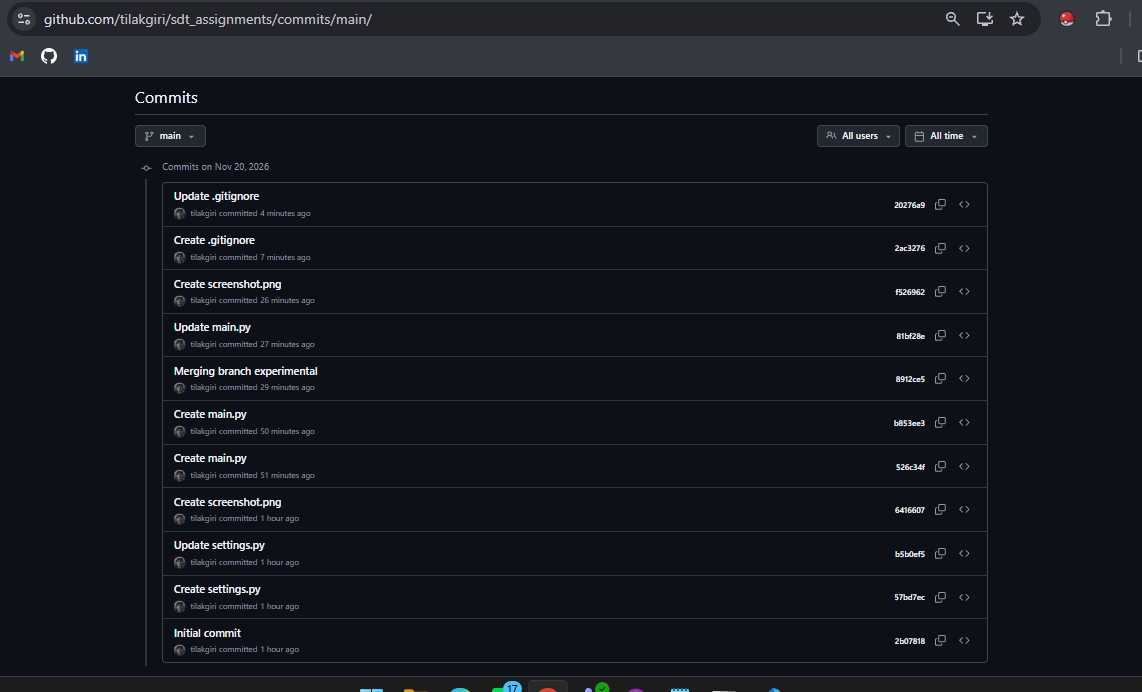 github.com/tilakgiri/sdt_assignments/commits/main/
in
Commits
main
All users
All time
Commits on Nov 20, 2026
Update .gitignore
tilakgiri committed 4 minutes ago
20276a9
Create .gitignore
tilakgiri committed 7 minutes ago
2ac3276
Create screenshot.png
tilakgiri committed 26 minutes ago
f526962
Update main.py
tilakgiri committed 27 minutes ago
81bf28e
Merging branch experimental
tilakgiri committed 29 minutes ago
8912ce5
Create main.py
tilakgiri committed 50 minutes ago
b853ee3
Create main.py
tilakgiri committed 51 minutes ago
526c34f
Create screenshot.png
tilakgiri committed 1 hour ago
6416607
Update settings.py
tilakgiri committed 1 hour ago
b5b0ef5
Create settings.py
tilakgiri committed 1 hour ago
57bd7ec
Initial commit
tilakgiri committed 1 hour ago
2b07818
17